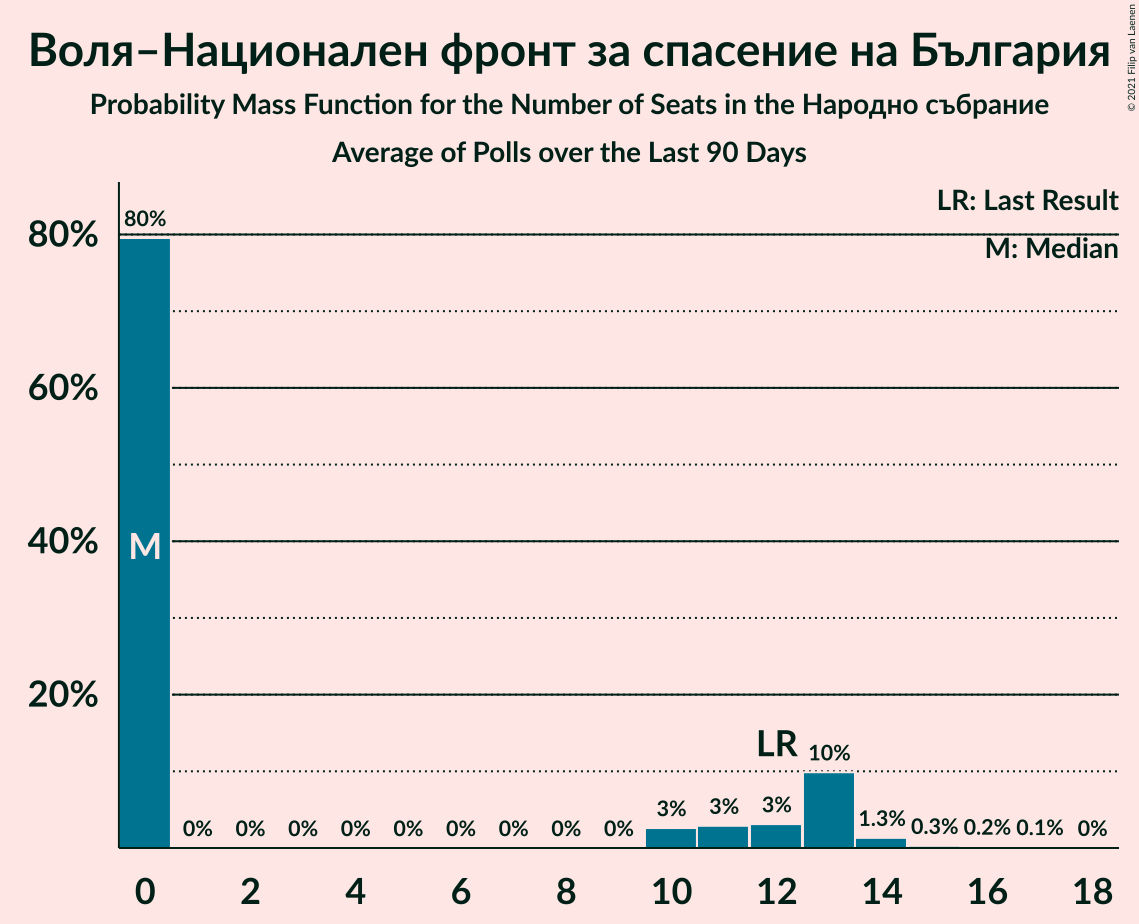 Воля–Национален фронт за спасение на България
Probability Mass Function for the Number of Seats in the Народно събрание
Average of Polls over the Last 90 Days
© 2021 Filip van Laenen
LR: Last Result
M: Median
80%
60%
40%
20%
80%
M
0%
0%
0%
0%
0%
0%
0%
0%
0%
3%
3%
3%
LR
10%
1.3%
0.3%
0.2%
0.1%
0%
0 2 4 6 8 10 12 14 16 18